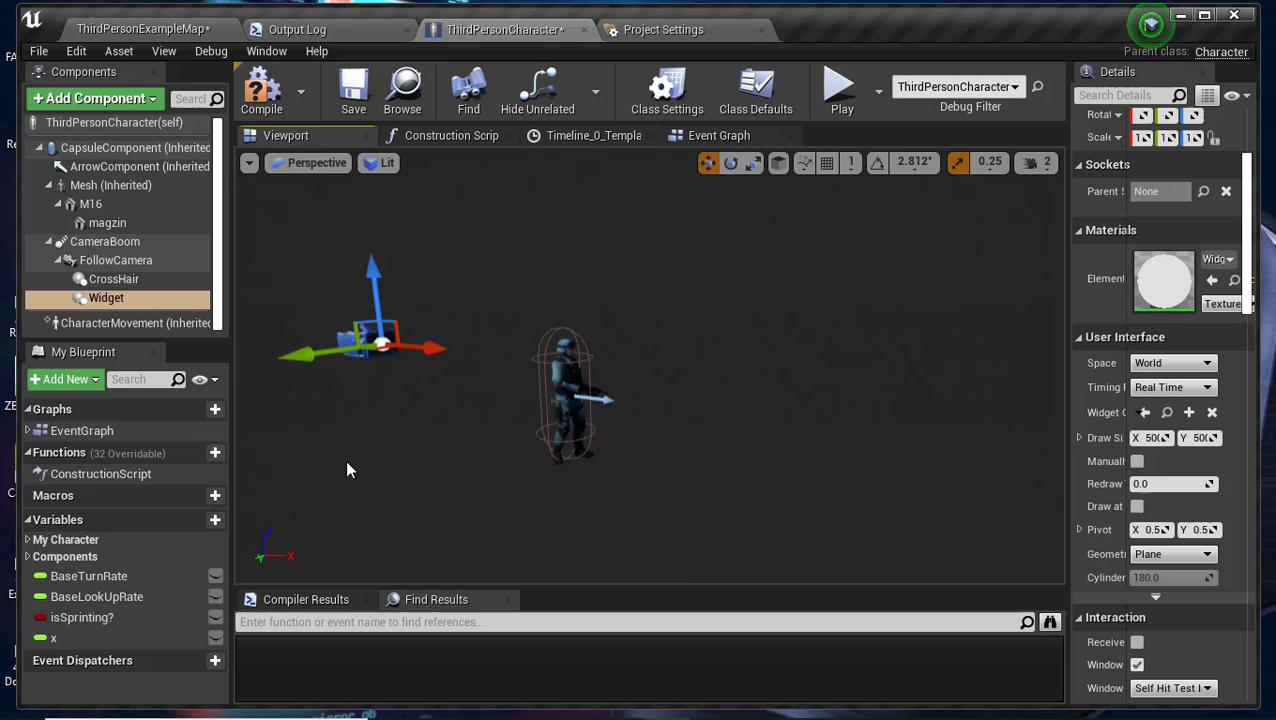 ThirdPersonExampleMap*
Output Log
ThirdPersonCharacter*
Project Settings
File Edit Asset View Debug Window Help
Parent class: Character
Components
Details
+ Add Component
Search
Compile
Save
Browse
Find
Hide Unrelated
Class Settings
Class Defaults
Play
ThirdPersonCharacter
Debug Filter
Search Details
ThirdPersonCharacter(self)
Viewport
Construction Scrip
Timeline_0_Templa
Event Graph
Rotat
Scale
CapsuleComponent (Inherited
ArrowComponent (Inherited
Mesh (Inherited)
M16
magzin
CameraBoom
FollowCamera
CrossHair
Widget
CharacterMovement (Inherited
Perspective
Lit
1
2.812°
0.25
2
Sockets
Parent S
None
Materials
Element
Widg
Texture
User Interface
Space
World
Timing P
Real Time
Widget C
Draw Si
X 50(
Y 50(
Manually
Redraw
0.0
Draw at
Pivot
X 0.5
Y 0.5
Geomet
Plane
Cylinder
180.0
Interaction
Receive
Window
Window
Self Hit Test I
My Blueprint
+ Add New
Search
Graphs
EventGraph
Functions (32 Overridable)
ConstructionScript
Macros
Variables
My Character
Components
BaseTurnRate
BaseLookUpRate
isSprinting?
x
Event Dispatchers
X
Compiler Results
Find Results
Enter function or event name to find references...